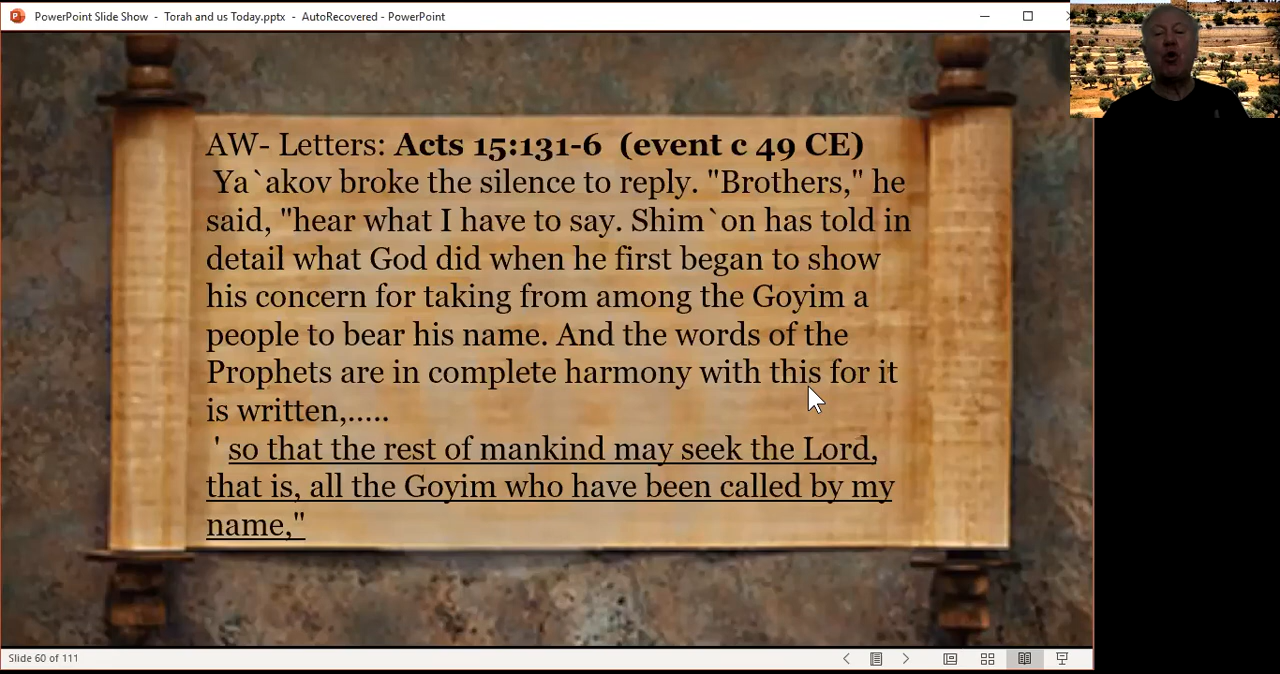 PowerPoint Slide Show - Torah and us Today.pptx - AutoRecovered - PowerPoint
AW- Letters: Acts 15:131-6 (event c 49 CE)
Ya`akov broke the silence to reply. "Brothers," he
said, "hear what I have to say. Shim`on has told in
detail what God did when he first began to show
his concern for taking from among the Goyim a
people to bear his name. And the words of the
Prophets are in complete harmony with this for it
is written,.....
' so that the rest of mankind may seek the Lord,
that is, all the Goyim who have been called by my
name,"
Slide 60 of 111